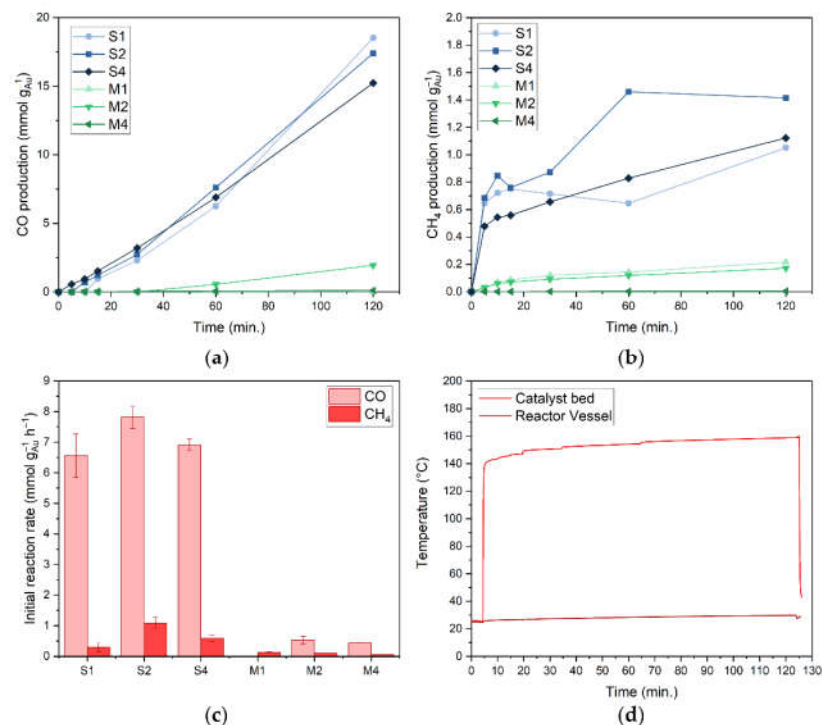 S1
S2
S4
M1
M2
M4
CO production (mmol g⁻¹Au)
20
15
10
5
0
0 20 40 60 80 100 120
Time (min.)
(a)
S1
S2
S4
M1
M2
M4
CH₄ production (mmol g⁻¹Au)
2.0
1.8
1.6
1.4
1.2
1.0
0.8
0.6
0.4
0.2
0.0
0 20 40 60 80 100 120
Time (min.)
(b)
CO
CH₄
Initial reaction rate (mmol g⁻¹Au h⁻¹)
9
8
7
6
5
4
3
2
1
0
S1 S2 S4 M1 M2 M4
(c)
Catalyst bed
Reactor Vessel
Temperature (°C)
200
180
160
140
120
100
80
60
40
20
0
0 10 20 30 40 50 60 70 80 90 100 110 120 130
Time (min.)
(d)